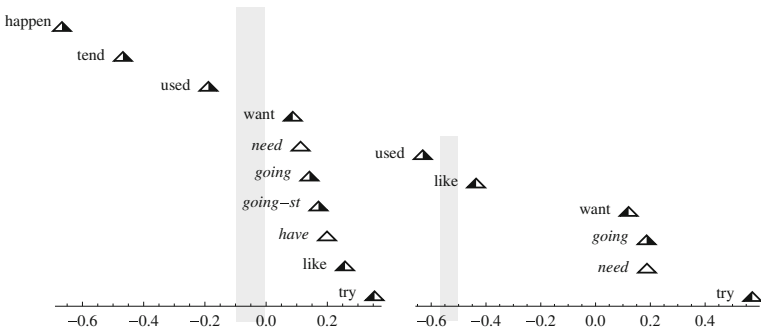 happen
tend
used
want
need
going
going−st
have
like
try
−0.6 −0.4 −0.2 0.0 0.2
used
like
want
going
need
try
−0.6 −0.4 −0.2 0.0 0.2 0.4